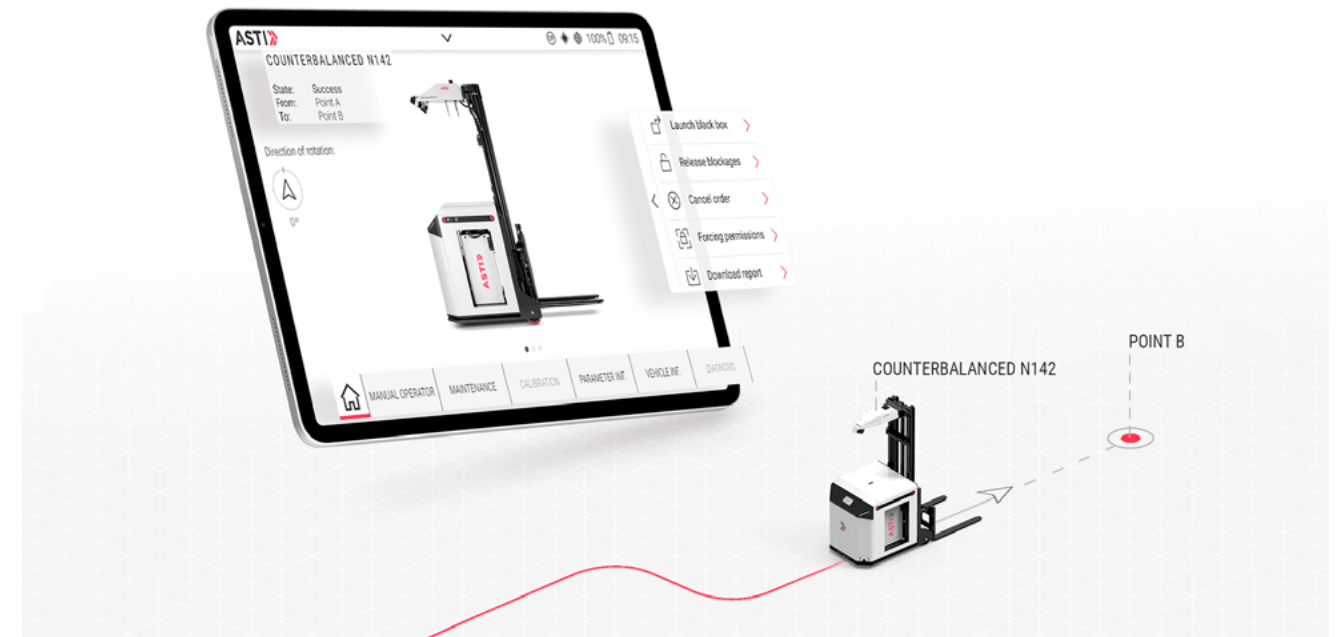 ASTI
100% 09:15
COUNTERBALANCED N142
State: Success
From: Point A
To: Point B
Direction of rotation:
0°
Launch black box
Release blockages
Cancel order
Forcing permissions
Download report
MANUAL OPERATOR
MAINTENANCE
CALIBRATION
PARAMETER INF.
VEHICLE INF.
DIAGNOSIS
ASTI
COUNTERBALANCED N142
POINT B
ASTI